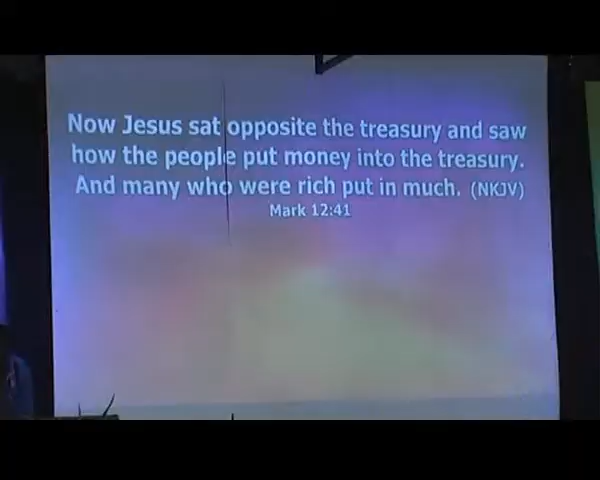 Now Jesus sat opposite the treasury and saw
how the people put money into the treasury.
And many who were rich put in much. (NKJV)
Mark 12:41